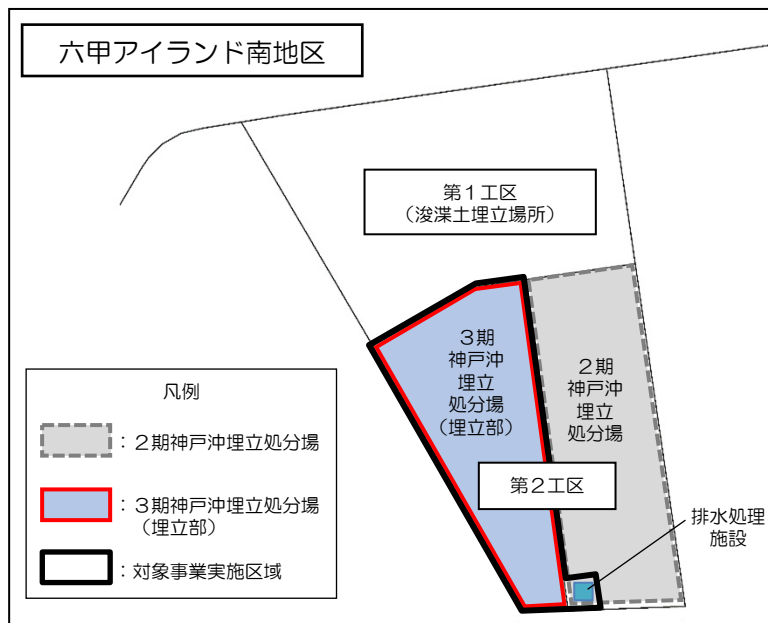 六甲アイランド南地区
第１工区
（浚渫土埋立場所）
３期
神戸沖
埋立
処分場
（埋立部）
２期
神戸沖
埋立
処分場
第２工区
排水処理
施設
凡例
：２期神戸沖埋立処分場
：３期神戸沖埋立処分場
（埋立部）
：対象事業実施区域